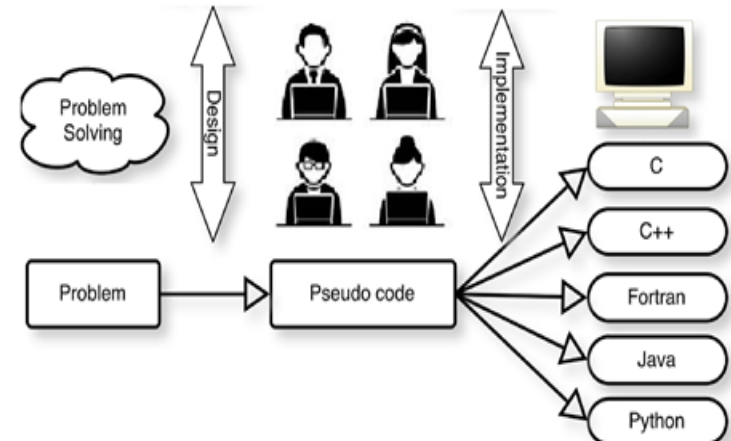 Problem
Solving
Design
Implementation
Problem
Pseudo code
C
C++
Fortran
Java
Python